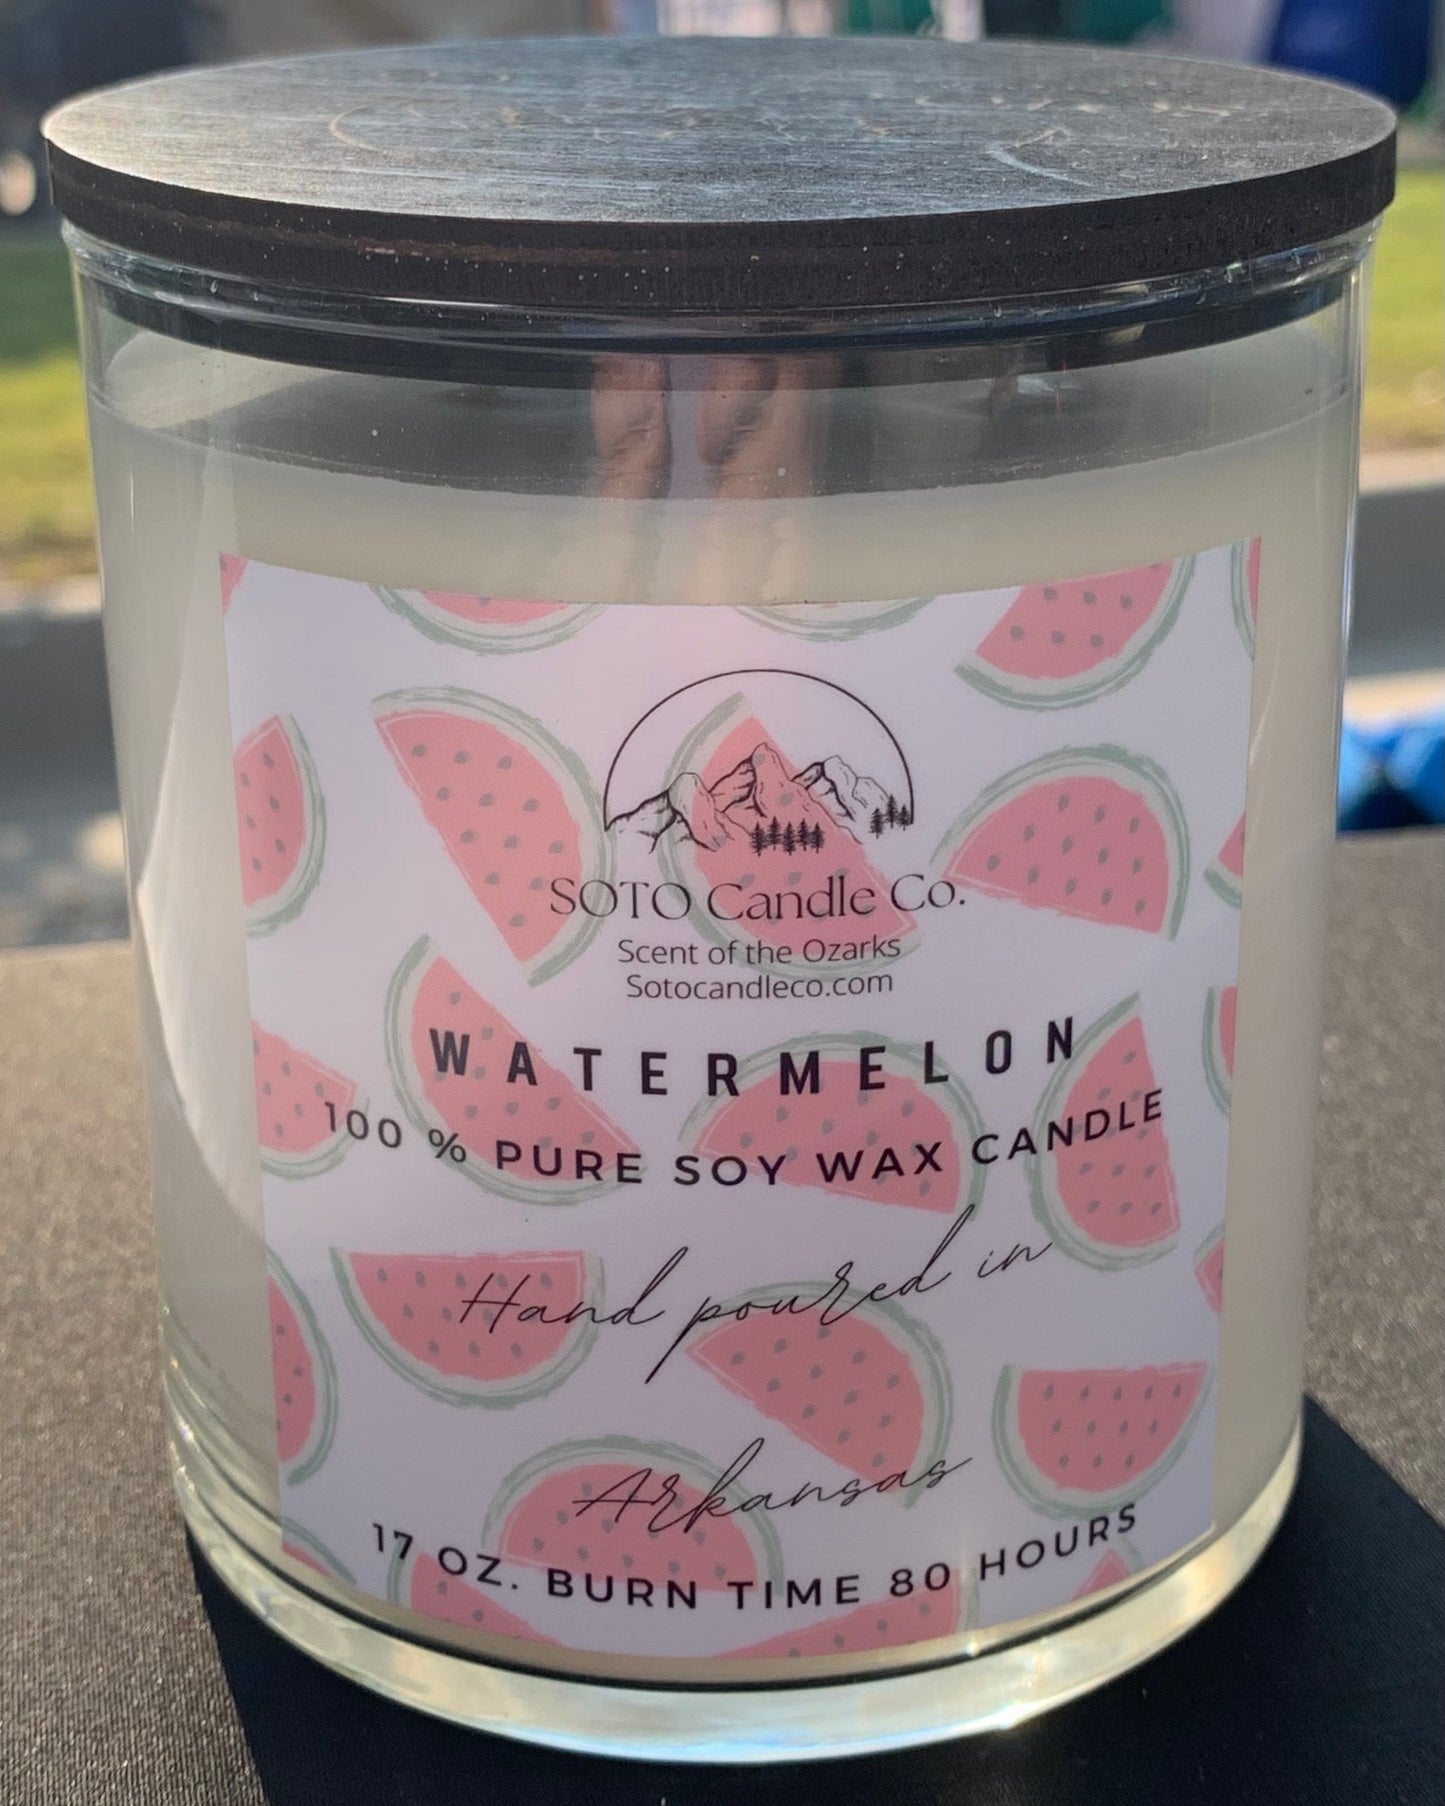 SOTO Candle Co.
Scent of the Ozarks
Sotocandleco.com
WATERMELON
100 % PURE SOY WAX CANDLE
Hand poured in
Arkansas
17 OZ. BURN TIME 80 HOURS